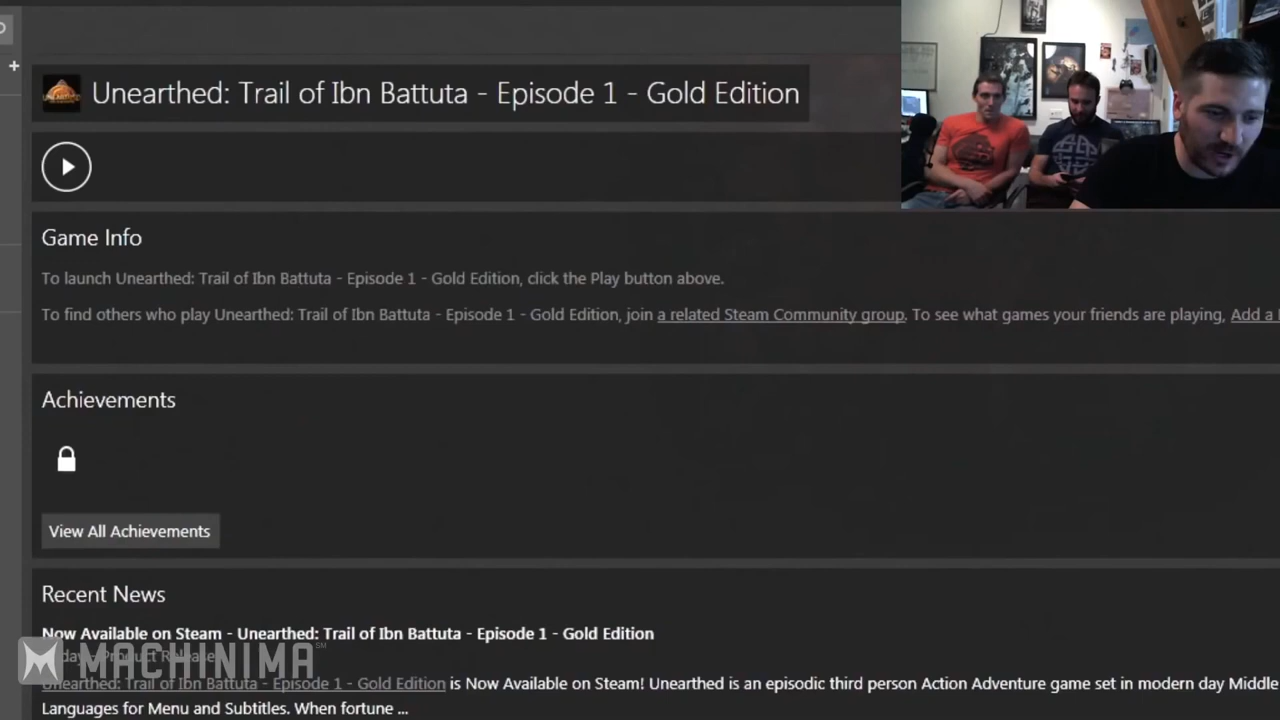 Unearthed: Trail of Ibn Battuta - Episode 1 - Gold Edition
Game Info
To launch Unearthed: Trail of Ibn Battuta - Episode 1 - Gold Edition, click the Play button above.
To find others who play Unearthed: Trail of Ibn Battuta - Episode 1 - Gold Edition, join a related Steam Community group. To see what games your friends are playing, Add a
Achievements
View All Achievements
Recent News
Now Available on Steam - Unearthed: Trail of Ibn Battuta - Episode 1 - Gold Edition
Product Release
MACHINIMA
Unearthed: Trail of Ibn Battuta - Episode 1 - Gold Edition is Now Available on Steam! Unearthed is an episodic third person Action Adventure game set in modern day Middle
Languages for Menu and Subtitles. When fortune ...